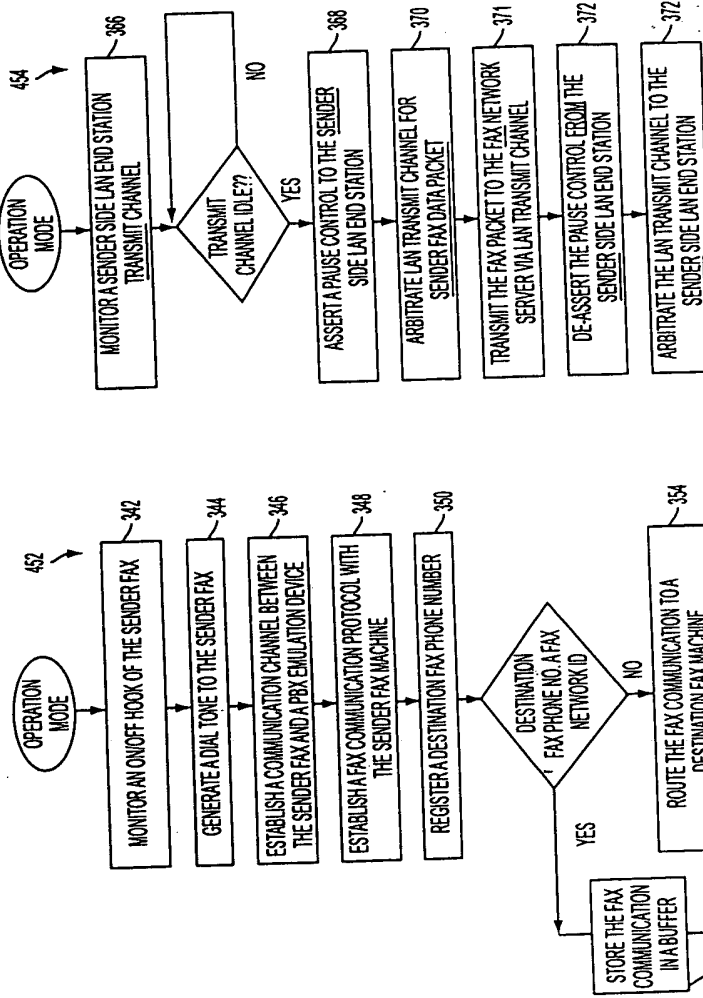 452
OPERATION
MODE
MONITOR AN ON/OFF HOOK OF THE SENDER FAX
342
GENERATE A DIAL TONE TO THE SENDER FAX
344
ESTABLISH A COMMUNICATION CHANNEL BETWEEN
THE SENDER FAX AND A PBX EMULATION DEVICE
346
ESTABLISH A FAX COMMUNICATION PROTOCOL WITH
THE SENDER FAX MACHINE
348
REGISTER A DESTINATION FAX PHONE NUMBER
350
DESTINATION
FAX PHONE NO. A FAX
NETWORK ID
YES
NO
STORE THE FAX
COMMUNICATION
IN A BUFFER
ROUTE THE FAX COMMUNICATION TO A
DESTINATION FAX MACHINE
354
454
OPERATION
MODE
MONITOR A SENDER SIDE LAN END STATION
TRANSMIT CHANNEL
366
TRANSMIT
CHANNEL IDLE??
NO
YES
ASSERT A PAUSE CONTROL TO THE SENDER
SIDE LAN END STATION
368
ARBITRATE LAN TRANSMIT CHANNEL FOR
SENDER FAX DATA PACKET
370
TRANSMIT THE FAX PACKET TO THE FAX NETWORK
SERVER VIA LAN TRANSMIT CHANNEL
371
DE-ASSERT THE PAUSE CONTROL FROM THE
SENDER SIDE LAN END STATION
372
ARBITRATE THE LAN TRANSMIT CHANNEL TO THE
SENDER SIDE LAN END STATION
372